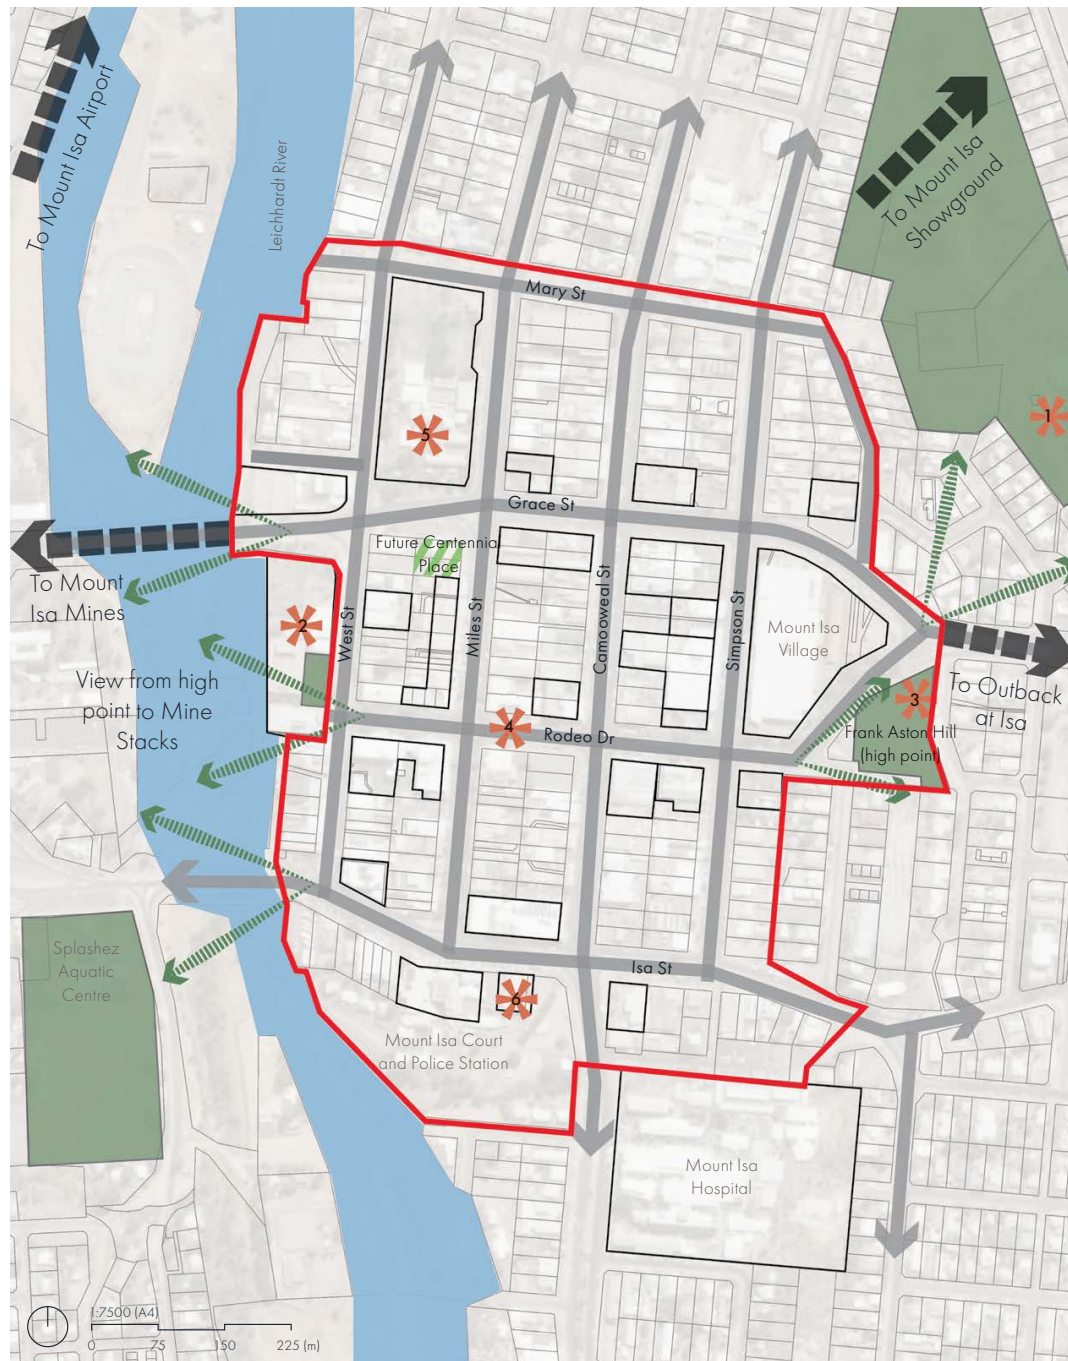 To Mount Isa Airport
Leichhardt River
To Mount Isa
Showground
Mary St
1
5
Grace St
Future Centennial
Place
To Mount
Isa Mines
2
West St
Miles St
Camooweal St
Simpson St
Mount Isa
Village
View from high
point to Mine
Stacks
3
To Outback
at Isa
4
Rodeo Dr
Frank Aston Hill
(high point)
Splashez
Aquatic
Centre
Isa St
6
Mount Isa Court
and Police Station
Mount Isa
Hospital
1:7500 (A4)
0 75 150 225 (m)